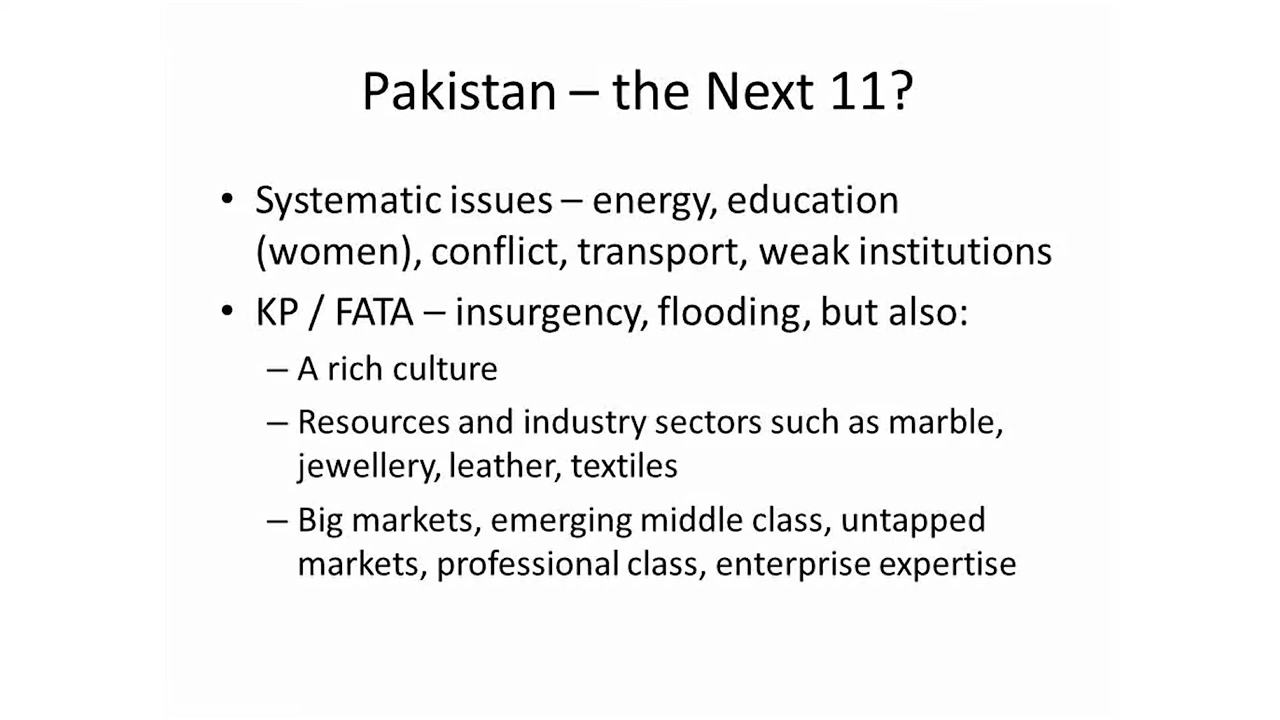 Pakistan – the Next 11?
• Systematic issues – energy, education
(women), conflict, transport, weak institutions
• KP / FATA – insurgency, flooding, but also:
– A rich culture
– Resources and industry sectors such as marble,
jewellery, leather, textiles
– Big markets, emerging middle class, untapped
markets, professional class, enterprise expertise